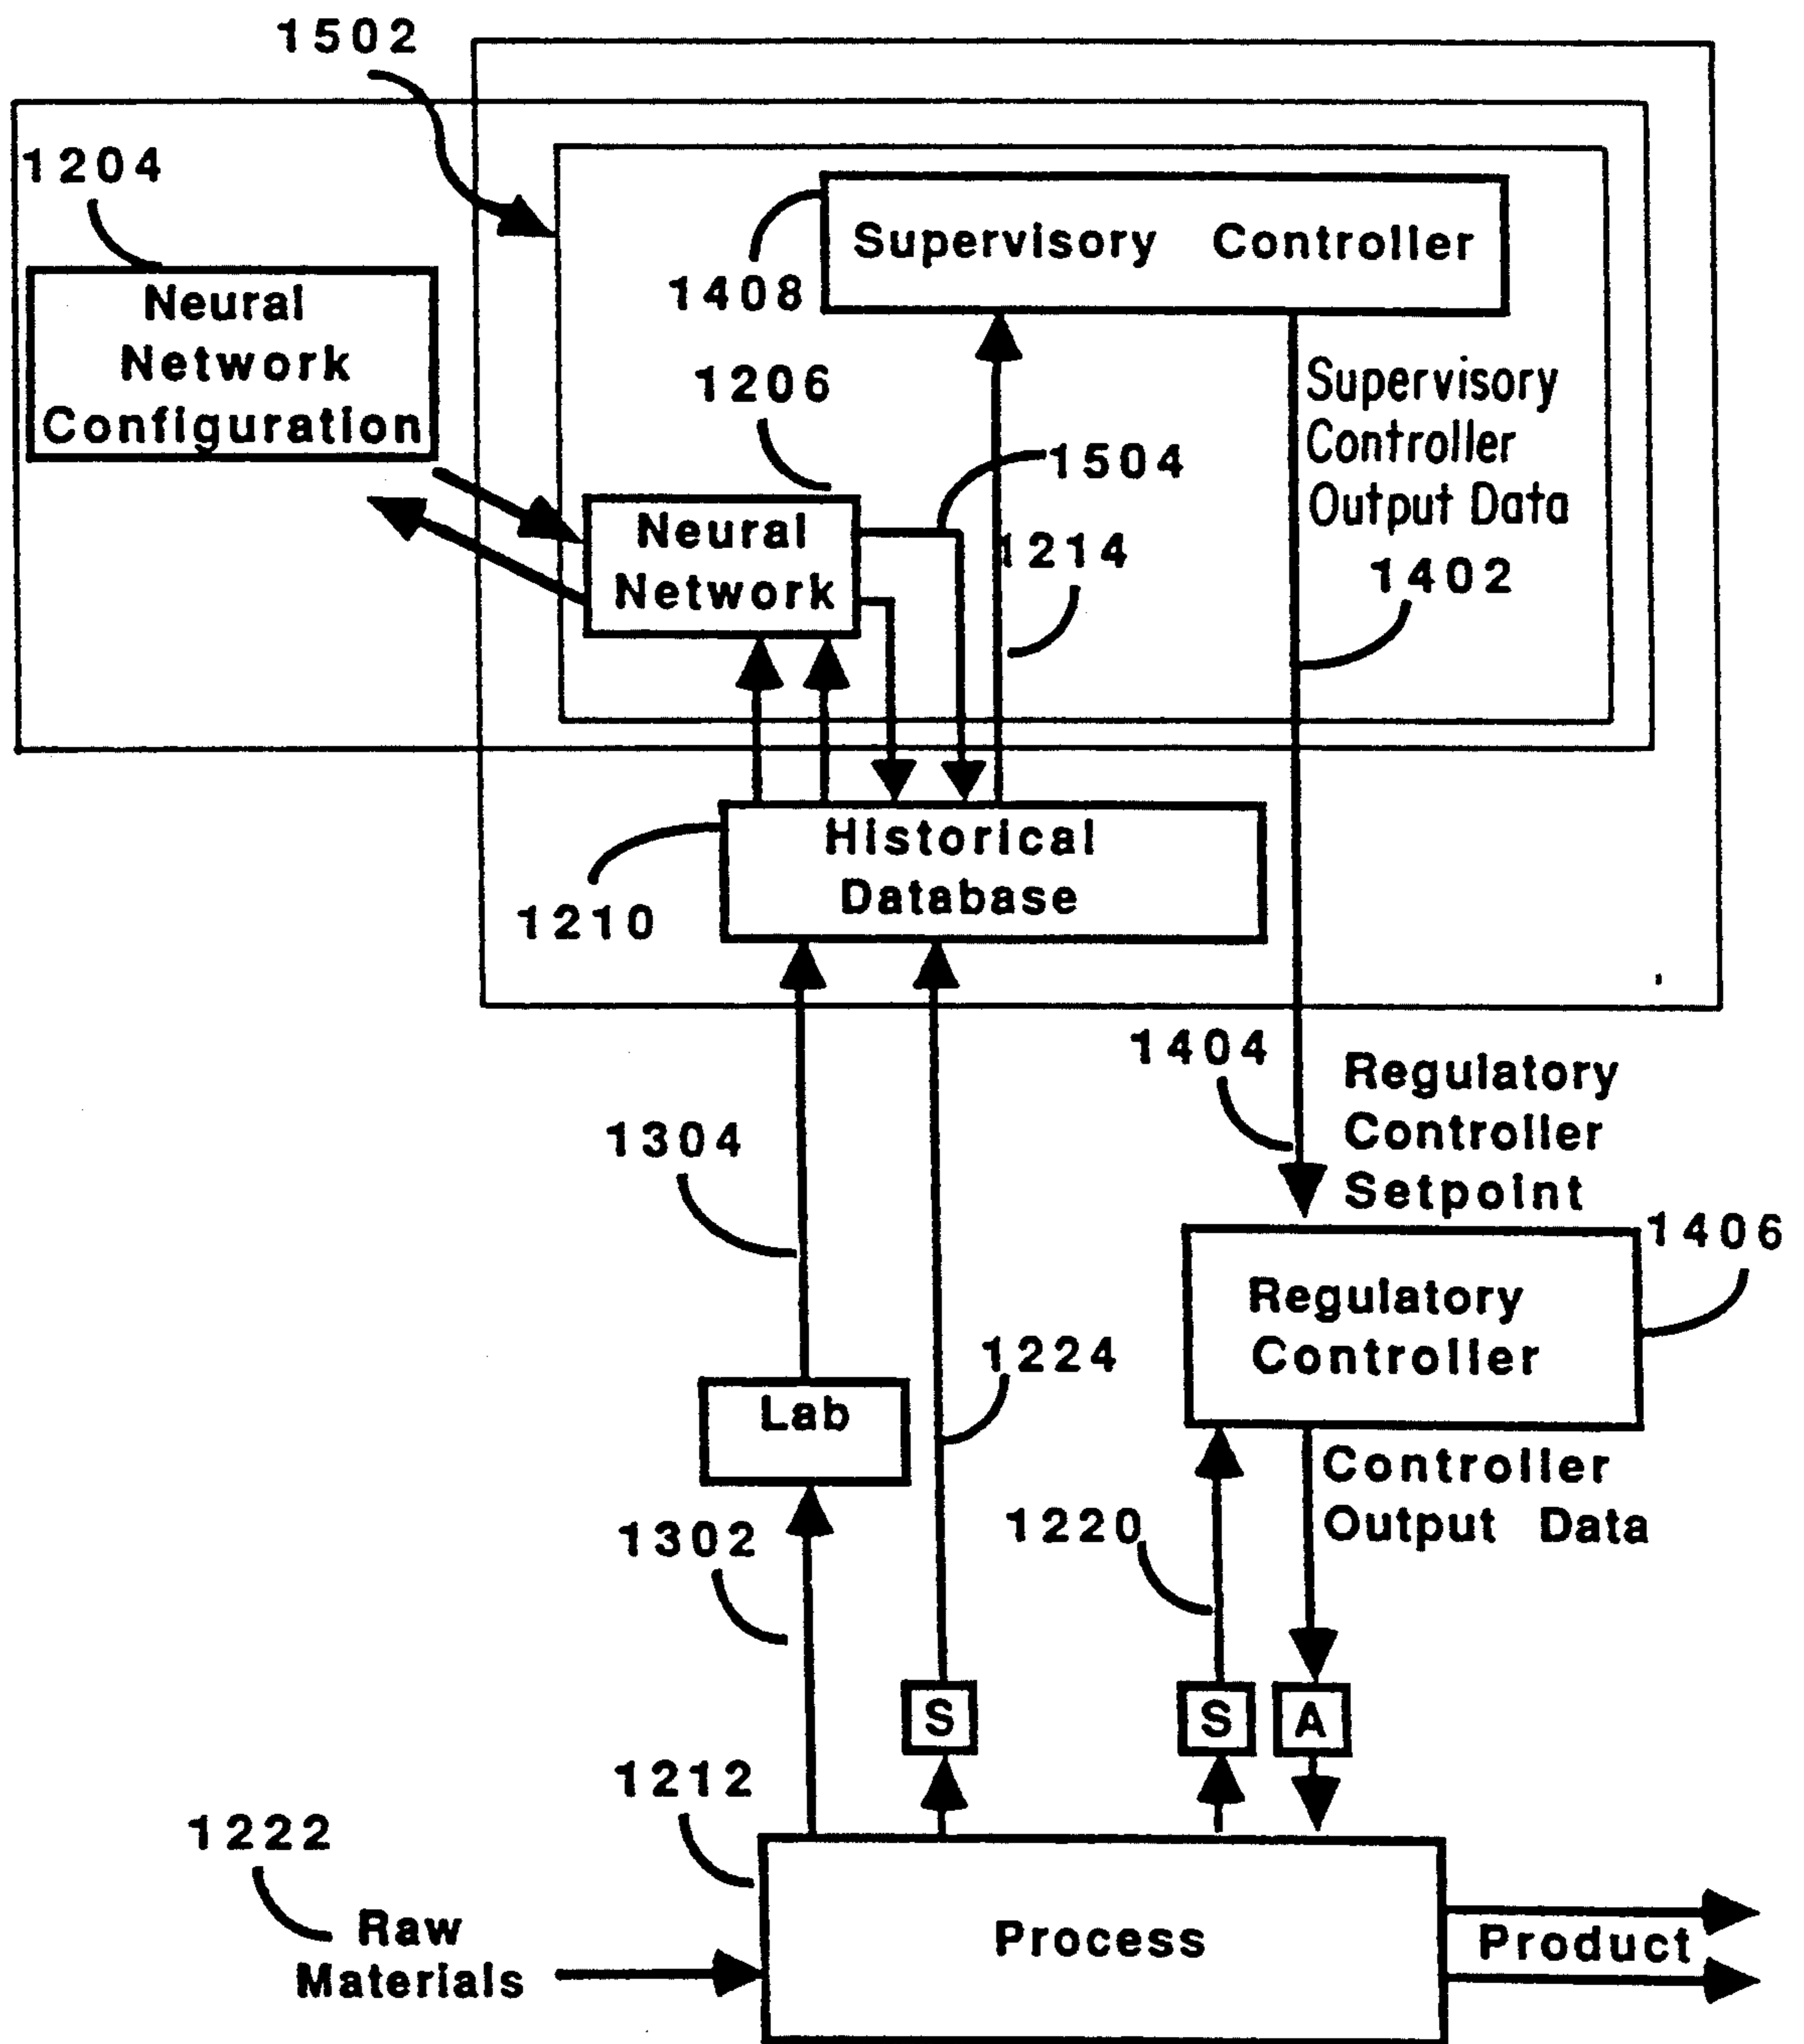 1502
1204
Neural
Network
Configuration
Supervisory Controller
1408
1206
Supervisory
Controller
Output Data
1504
Neural
Network
1214
1402
Historical
Database
1210
1404
Regulatory
Controller
Setpoint
1304
1406
Regulatory
Controller
1224
Lab
Controller
Output Data
1302
1220
S
S
A
1212
1222
Raw
Materials
Process
Product